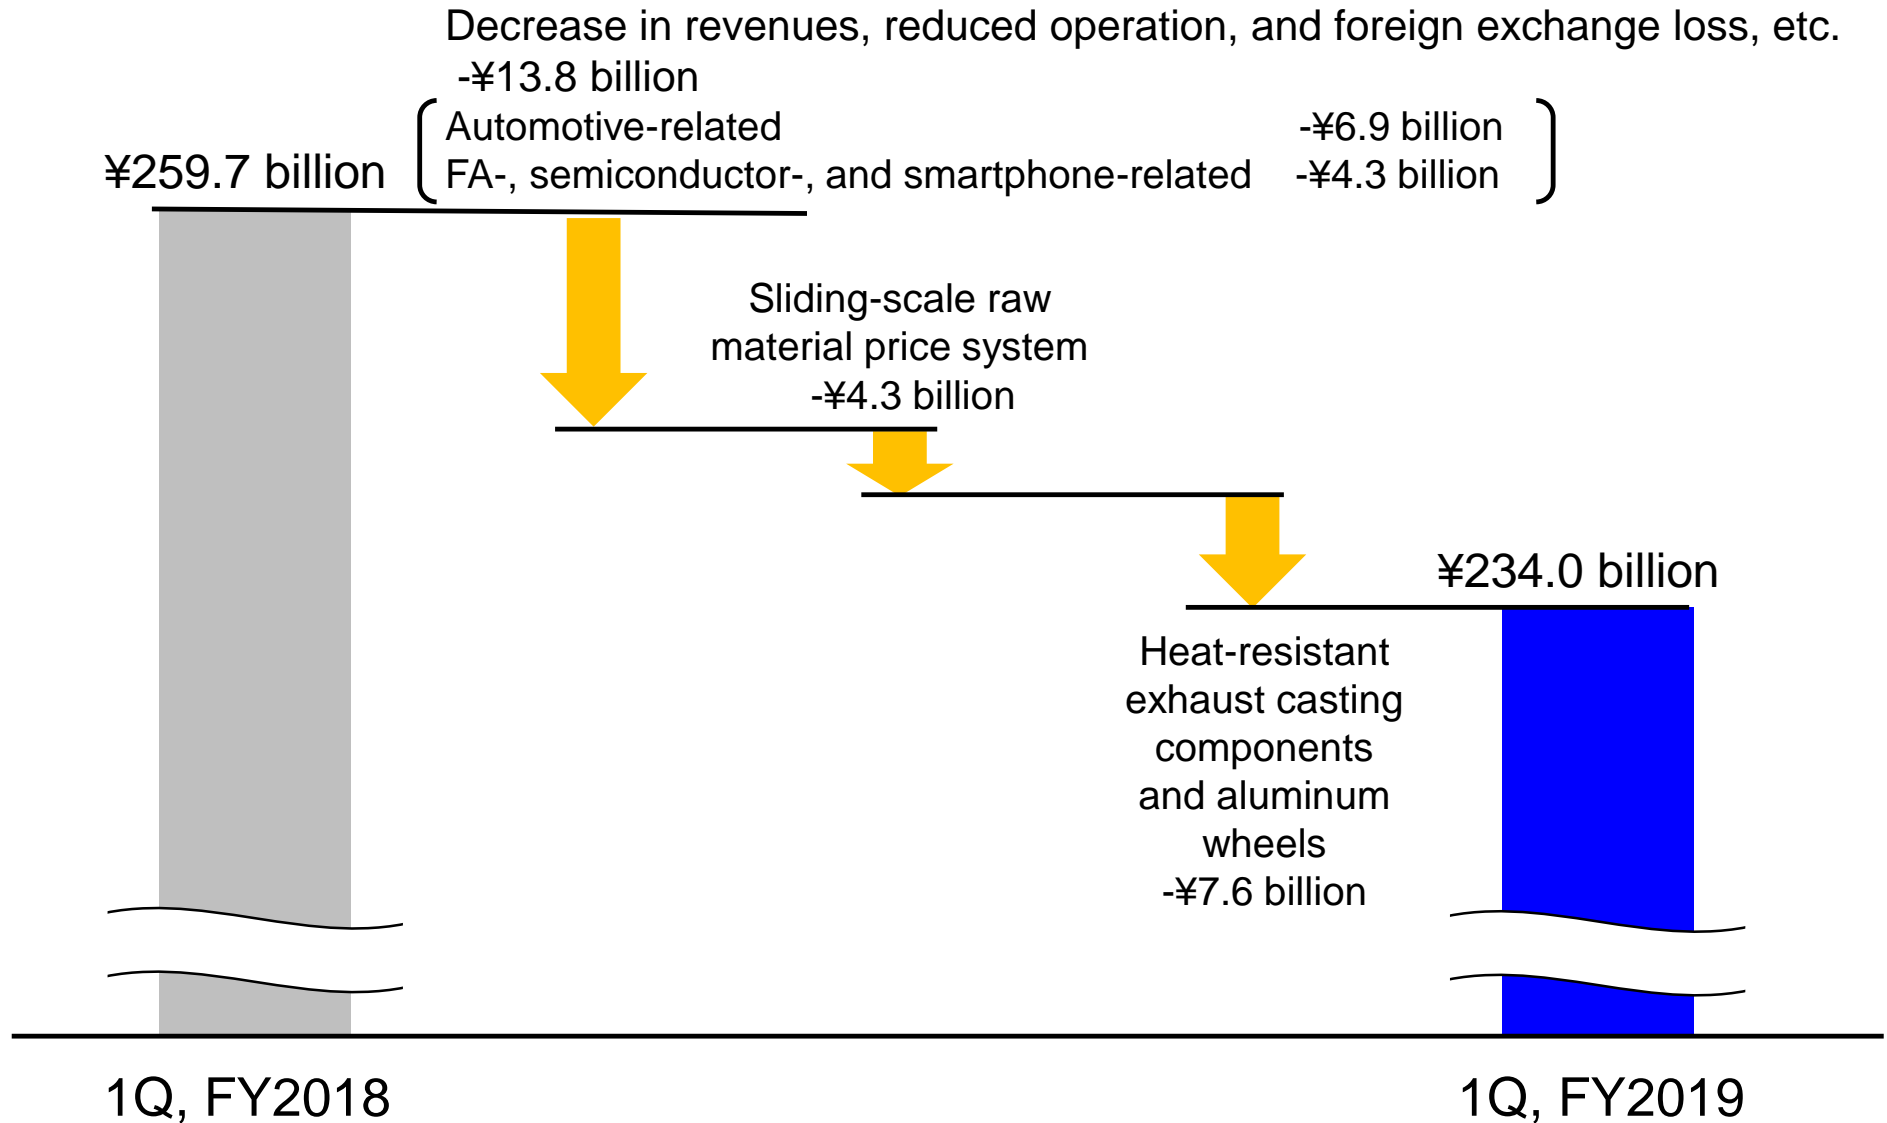 Decrease in revenues, reduced operation, and foreign exchange loss, etc.
-¥13.8 billion
Automotive-related -¥6.9 billion
FA-, semiconductor-, and smartphone-related -¥4.3 billion
¥259.7 billion
Sliding-scale raw
material price system
-¥4.3 billion
¥234.0 billion
Heat-resistant
exhaust casting
components
and aluminum
wheels
-¥7.6 billion
1Q, FY2018
1Q, FY2019